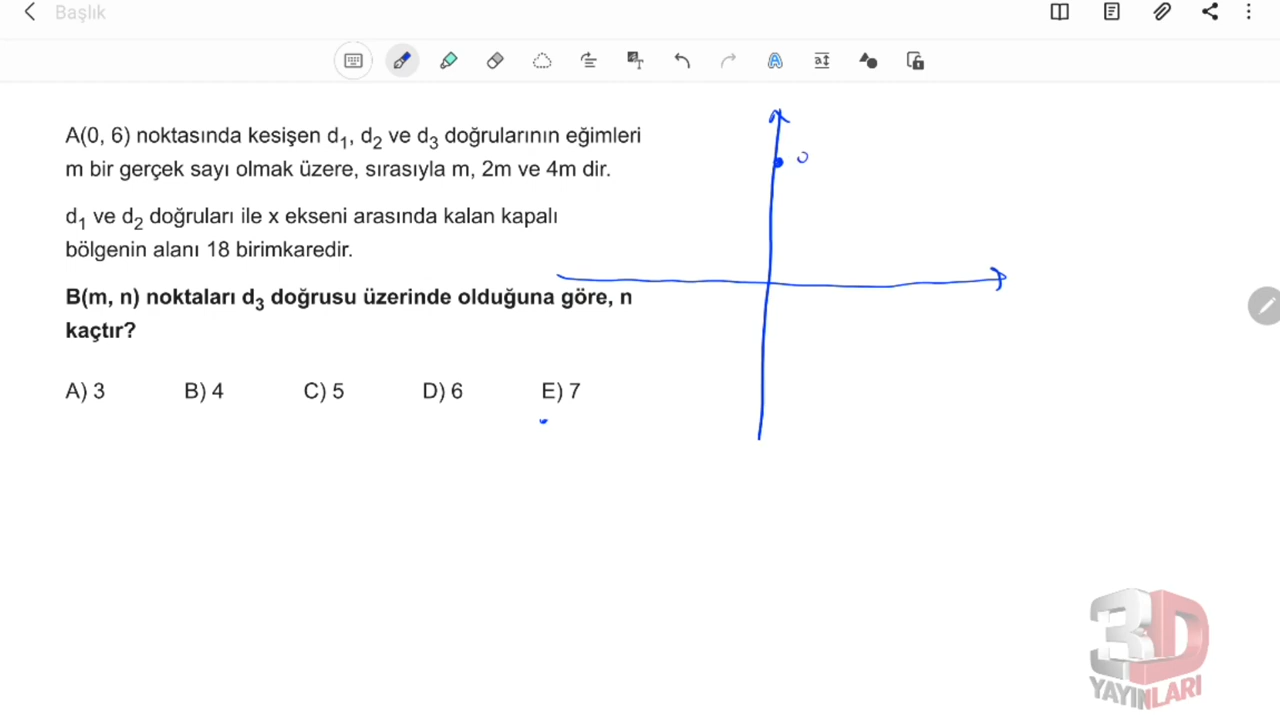 Başlık
A(0, 6) noktasında kesişen d₁, d₂ ve d₃ doğrularının eğimleri
m bir gerçek sayı olmak üzere, sırasıyla m, 2m ve 4m dir.
d₁ ve d₂ doğruları ile x ekseni arasında kalan kapalı
bölgenin alanı 18 birimkaredir.
B(m, n) noktaları d₃ doğrusu üzerinde olduğuna göre, n
kaçtır?
A) 3 B) 4 C) 5 D) 6 E) 7
3D
YAYINLARI